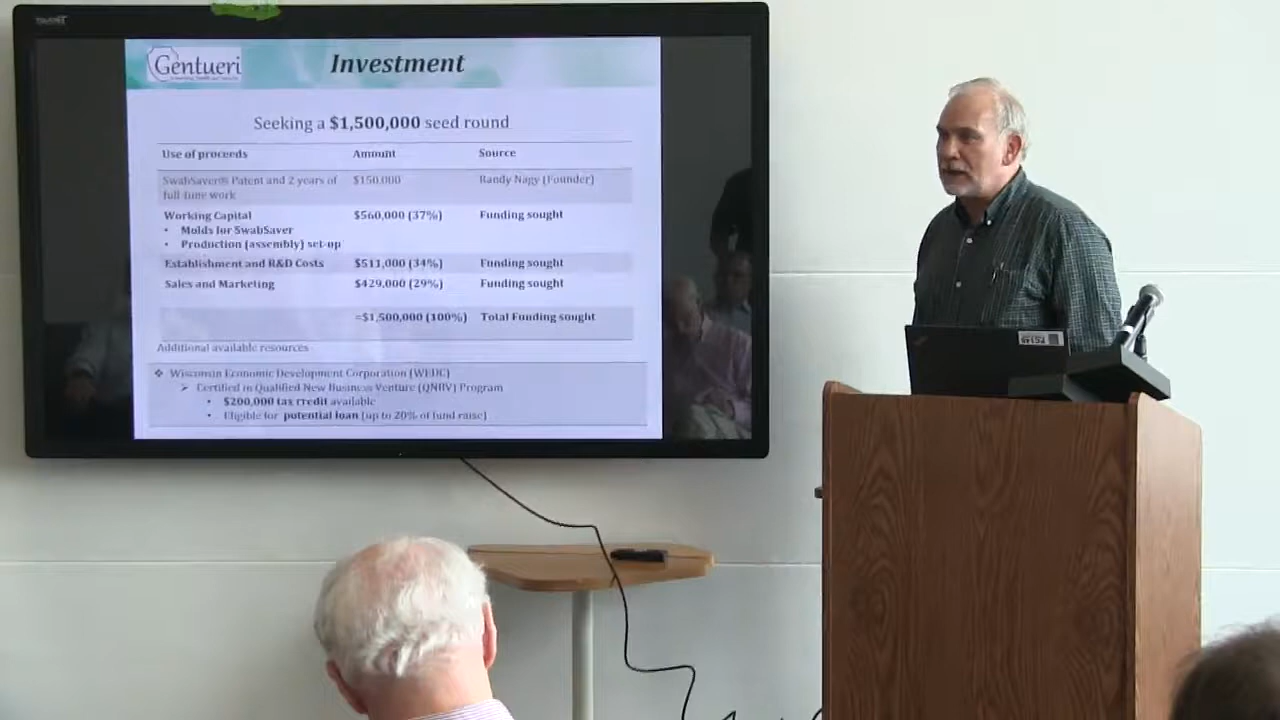 Gentueri
Investment
Seeking a $1,500,000 seed round
Use of proceeds Amount Source
SwabSaver® Patent and 2 years of $150,000 Randy Nagy (Founder)
full-time work
Working Capital $560,000 (37%) Funding sought
• Molds for SwabSaver
• Production (assembly) set-up
Establishment and R&D Costs $511,000 (34%) Funding sought
Sales and Marketing $429,000 (29%) Funding sought
=$1,500,000 (100%) Total Funding sought
Additional available resources
❖ Wisconsin Economic Development Corporation (WEDC)
➢ Certified in Qualified New Business Venture (QNBV) Program
• $200,000 tax credit available
• Eligible for potential loan (up to 20% of fund raise)